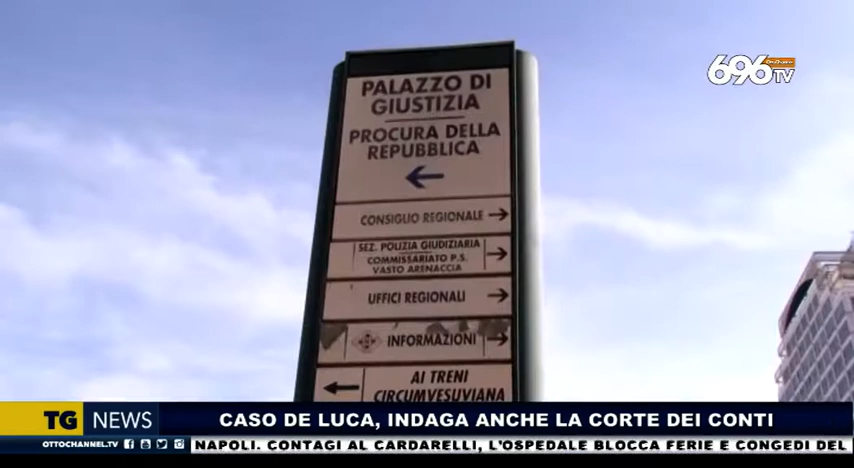 696 TV
PALAZZO DI
GIUSTIZIA
PROCURA DELLA
REPUBBLICA
CONSIGLIO REGIONALE
SEZ. POLIZIA GIUDIZIARIA
COMMISSARIATO P.S.
VASTO ARENACCIA
UFFICI REGIONALI
INFORMAZIONI
AI TRENI
CIRCUMVESUVIANA
TG NEWS
CASO DE LUCA, INDAGA ANCHE LA CORTE DEI CONTI
OTTOCHANNEL.TV
NAPOLI. CONTAGI AL CARDARELLI, L'OSPEDALE BLOCCA FERIE E CONGEDI DEL